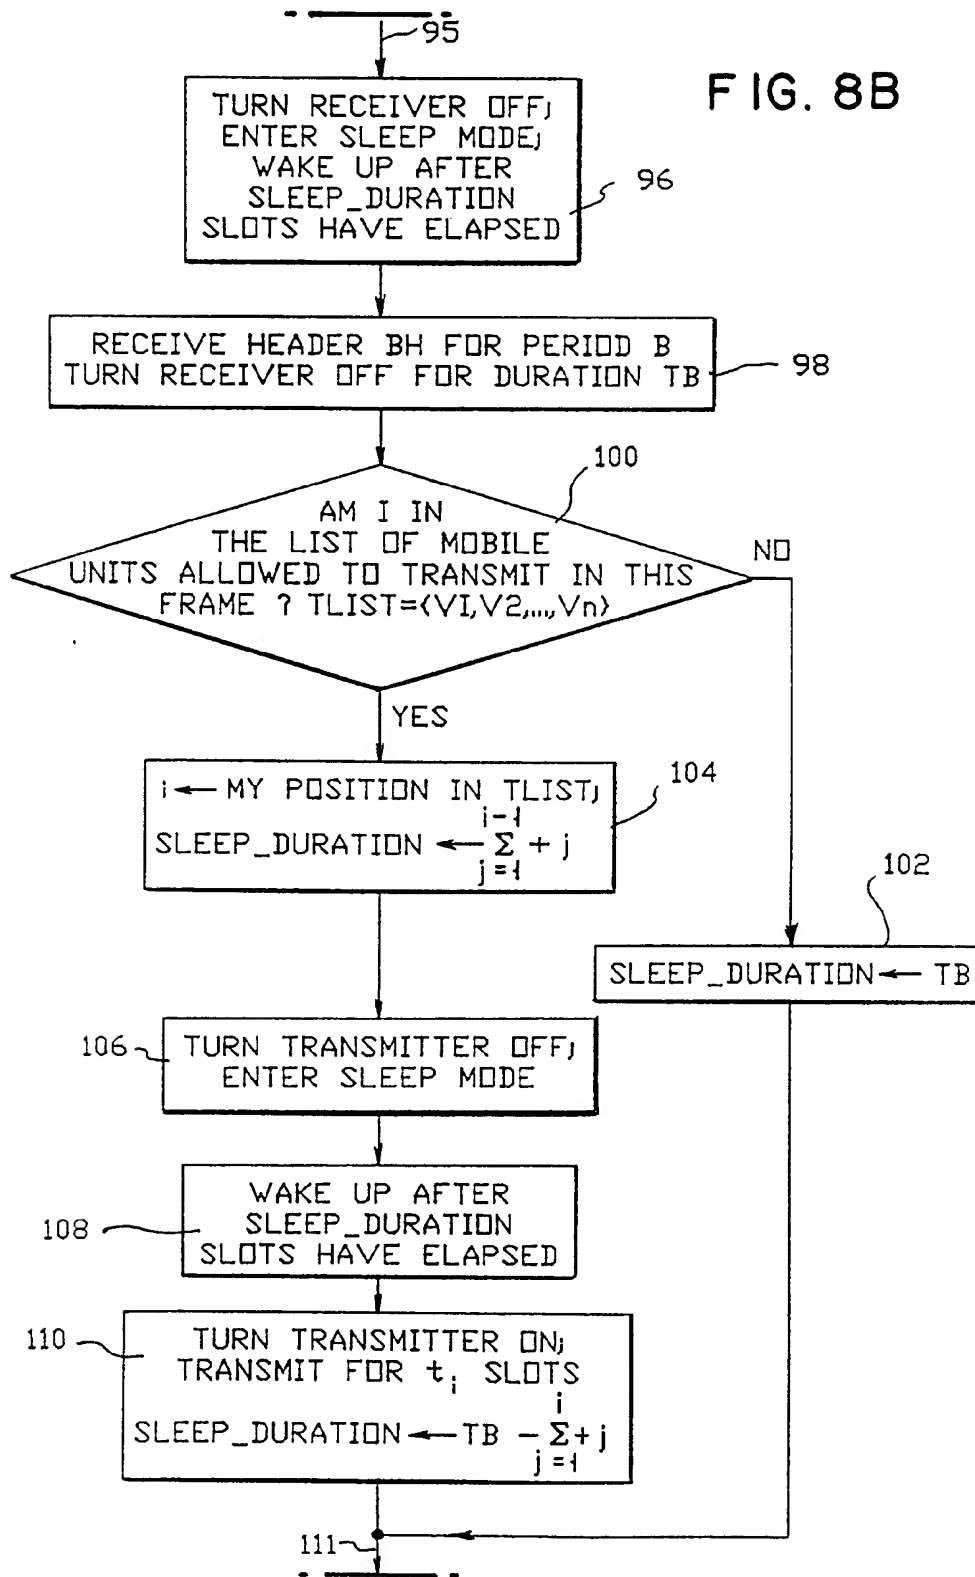 95
FIG. 8B
TURN RECEIVER OFF;
ENTER SLEEP MODE;
WAKE UP AFTER
SLEEP_DURATION
SLOTS HAVE ELAPSED
96
RECEIVE HEADER BH FOR PERIOD B
TURN RECEIVER OFF FOR DURATION TB
98
100
AM I IN
THE LIST OF MOBILE
UNITS ALLOWED TO TRANSMIT IN THIS
FRAME ? TLIST={V1,V2,...,Vn}
NO
YES
i ← MY POSITION IN TLIST;
SLEEP_DURATION ← i-1 Σ j=1 + j
104
102
SLEEP_DURATION ← TB
106
TURN TRANSMITTER OFF;
ENTER SLEEP MODE
108
WAKE UP AFTER
SLEEP_DURATION
SLOTS HAVE ELAPSED
110
TURN TRANSMITTER ON;
TRANSMIT FOR ti SLOTS
SLEEP_DURATION ← TB - i Σ j=1 + j
111